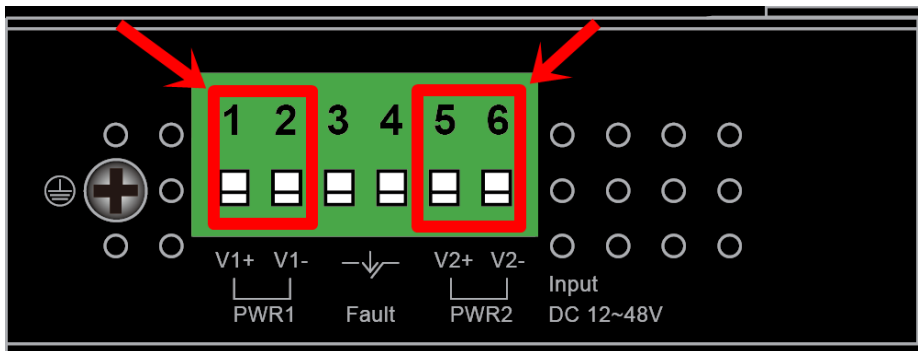 1 2 3 4 5 6
V1+ V1- V2+ V2-
PWR1 Fault PWR2
Input
DC 12~48V